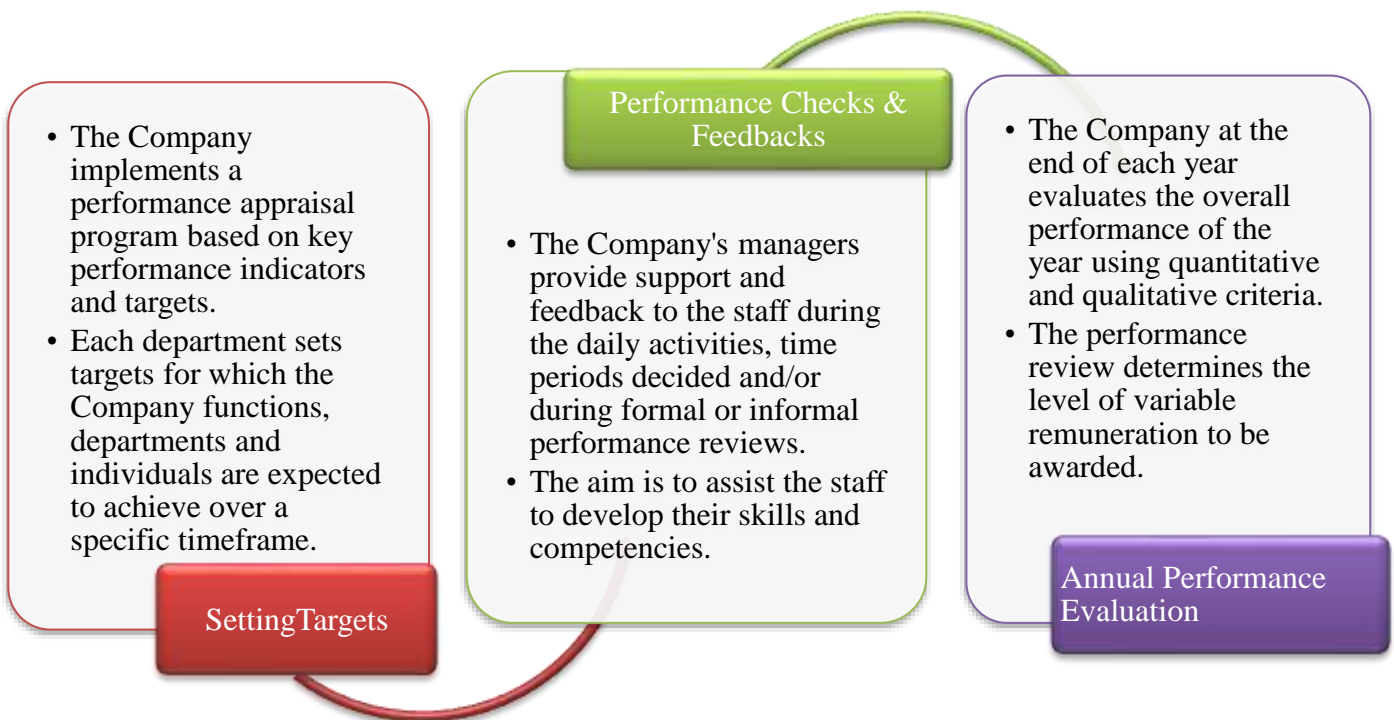 • The Company
implements a
performance appraisal
program based on key
performance indicators
and targets.
• Each department sets
targets for which the
Company functions,
departments and
individuals are expected
to achieve over a
specific timeframe.
SettingTargets
Performance Checks &
Feedbacks
• The Company's managers
provide support and
feedback to the staff during
the daily activities, time
periods decided and/or
during formal or informal
performance reviews.
• The aim is to assist the staff
to develop their skills and
competencies.
• The Company at the
end of each year
evaluates the overall
performance of the
year using quantitative
and qualitative criteria.
• The performance
review determines the
level of variable
remuneration to be
awarded.
Annual Performance
Evaluation